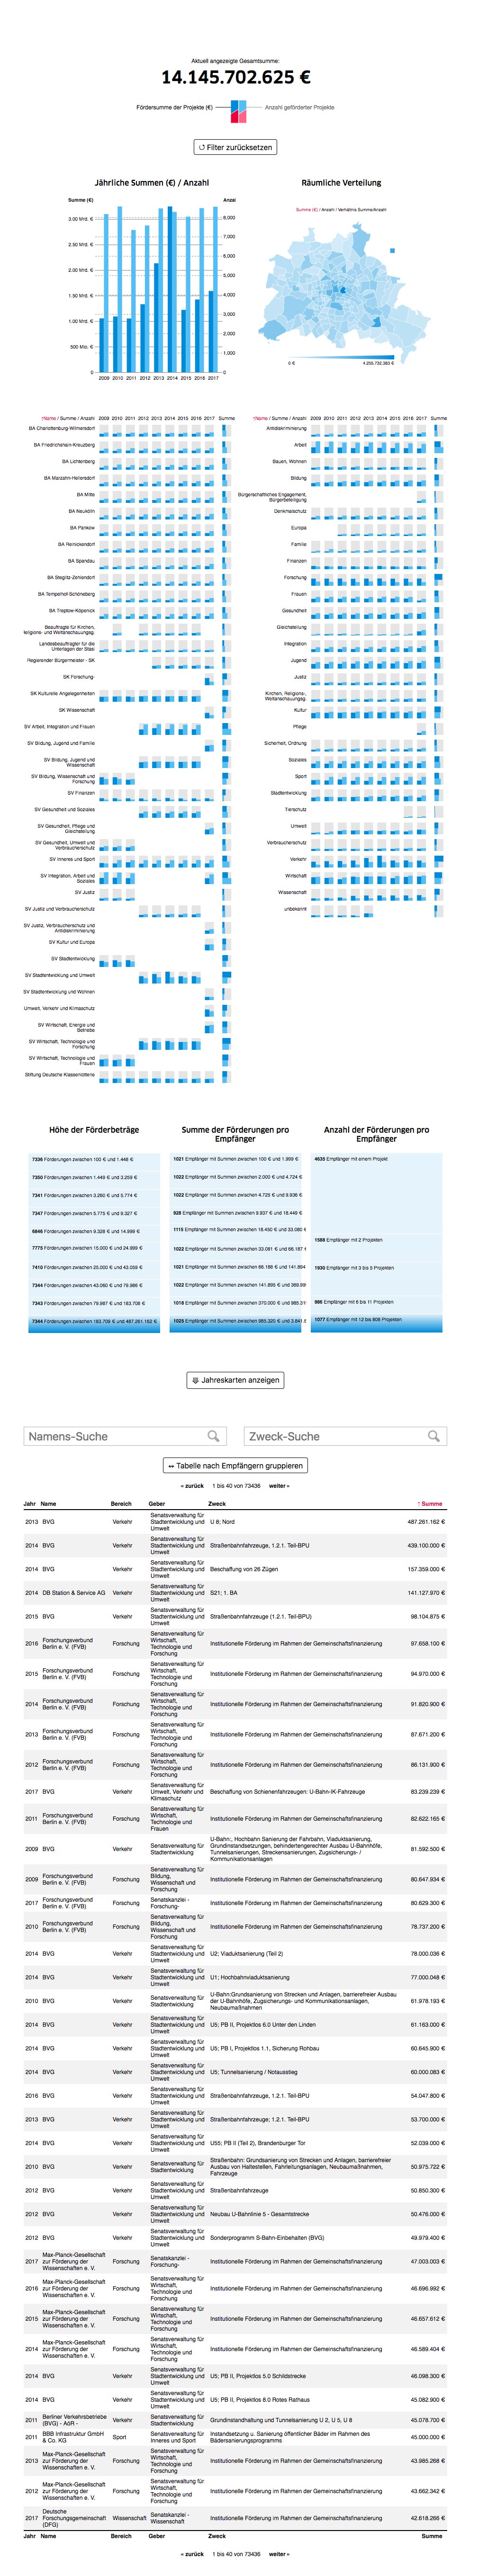 Aktuell angezeigte Gesamtsumme:
14.145.702.625 €
Fördersumme der Projekte (€) Anzahl geförderter Projekte
Filter zurücksetzen
Jährliche Summen (€) / Anzahl
Räumliche Verteilung
Summe (€) Anzal
Summe (€) / Anzahl / Verhältnis Summe/Anzahl
3.00 Mrd. € 8,000
7,000
2.50 Mrd. €
6,000
2.00 Mrd. €
5,000
1.50 Mrd. € 4,000
3,000
1.00 Mrd. €
2,000
500 Mio. €
1,000
0 0
2009 2010 2011 2012 2013 2014 2015 2016 2017
0 €
↑Name / Summe / Anzahl 2009 2010 2011 2012 2013 2014 2015 2016 2017 Summe
BA Charlottenburg-Wilmersdorf
BA Friedrichshain-Kreuzberg
BA Lichtenberg
BA Marzahn-Hellersdorf
BA Mitte
BA Neukölln
BA Pankow
BA Reinickendorf
BA Spandau
BA Steglitz-Zehlendorf
BA Tempelhof-Schöneberg
BA Treptow-Köpenick
Beauftragte für Kirchen,
Landesbeauftragter für die
Unterlagen der Stasi
Regierender Bürgermeister - SK
SK Forschung-
SK Kulturelle Angelegenheiten
SK Wissenschaft
SV Arbeit, Integration und Frauen
SV Bildung, Jugend und Familie
SV Bildung, Jugend und
Wissenschaft
SV Bildung, Wissenschaft und
Forschung
SV Finanzen
SV Gesundheit und Soziales
SV Gesundheit, Pflege und
Gleichstellung
SV Gesundheit, Umwelt und
Verbraucherschutz
SV Inneres und Sport
SV Integration, Arbeit und
Soziales
SV Justiz
SV Justiz und Verbraucherschutz
SV Justiz, Verbraucherschutz und
Antidiskriminierung
SV Kultur und Europa
SV Stadtentwicklung
SV Stadtentwicklung und Umwelt
SV Stadtentwicklung und Wohnen
Umwelt, Verkehr und Klimaschutz
SV Wirtschaft, Energie und
Betriebe
SV Wirtschaft, Technologie und
Forschung
SV Wirtschaft, Technologie und
Frauen
Stiftung Deutsche Klassenlotterie
↑Name / Summe / Anzahl 2009 2010 2011 2012 2013 2014 2015 2016 2017 Summe
Antidiskriminierung
Arbeit
Bauen, Wohnen
Bildung
Bürgerschaftliches Engagement,
Bürgerbeteiligung
Denkmalschutz
Europa
Familie
Finanzen
Forschung
Frauen
Gesundheit
Gleichstellung
Integration
Jugend
Justiz
Kirchen, Religions-,
Weltanschauungsg.
Kultur
Pflege
Sicherheit, Ordnung
Soziales
Sport
Stadtentwicklung
Tierschutz
Umwelt
Verbraucherschutz
Verkehr
Wirtschaft
Wissenschaft
unbekannt
Höhe der Förderbeträge
7336 Förderungen zwischen 100 € und 1.448 €
7350 Förderungen zwischen 1.449 und 3.259 €
7341 Förderungen zwischen 3.260 und 5.774 €
7347 Förderungen zwischen 5.775 und 9.327 €
6846 Förderungen zwischen 9.328 und 14.999 €
7775 Förderungen zwischen 15.000 € und 24.999 €
7410 Förderungen zwischen 25.000 € und 43.059 €
7344 Förderungen zwischen 43.060 und 79.986 €
7343 Förderungen zwischen 79.987 € und 183.708 €
7344 Förderungen zwischen 183.709 € und 487.261.162 €
Summe der Förderungen pro
Empfänger
1021 Empfänger mit Summen zwischen 100 € und 1.999 €
1022 Empfänger mit Summen zwischen 2.000 € und 4.724 €
1022 Empfänger mit Summen zwischen 4.725 € und 9.936 €
928 Empfänger mit Summen zwischen 9.937 € und 18.449 €
1115 Empfänger mit Summen zwischen 18.450 € und 33.080 €
1022 Empfänger mit Summen zwischen 33.081 € und 66.187 €
1021 Empfänger mit Summen zwischen 66.188 € und 141.894
1022 Empfänger mit Summen zwischen 141.895 € und 369.99
1018 Empfänger mit Summen zwischen 370.000 € und 985.31
1025 Empfänger mit Summen zwischen 985.320 € und 3.841
Anzahl der Förderungen pro
Empfänger
4635 Empfänger mit einem Projekt
1588 Empfänger mit 2 Projekten
1930 Empfänger mit 3 bis 5 Projekten
986 Empfänger mit 6 bis 11 Projekten
1077 Empfänger mit 12 bis 808 Projekten
Jahreskarten anzeigen
Namens-Suche Zweck-Suche
↔ Tabelle nach Empfängern gruppieren
« zurück 1 bis 40 von 73436 weiter »
Jahr Name Bereich Geber Zweck ↑ Summe
2013 BVG Verkehr Senatsverwaltung für Stadtentwicklung und Umwelt U 8; Nord 487.261.162 €
2014 BVG Verkehr Senatsverwaltung für Stadtentwicklung und Umwelt Straßenbahnfahrzeuge, 1.2.1. Teil-BPU 439.100.000 €
2014 BVG Verkehr Senatsverwaltung für Stadtentwicklung und Umwelt Beschaffung von 26 Zügen 157.359.000 €
2014 DB Station & Service AG Verkehr Senatsverwaltung für Stadtentwicklung und Umwelt S21; 1. BA 141.127.970 €
2015 BVG Verkehr Senatsverwaltung für Stadtentwicklung und Umwelt Straßenbahnfahrzeuge (1.2.1. Teil-BPU) 98.104.875 €
2016 Forschungsverbund Berlin e. V. (FVB) Forschung Senatsverwaltung für Wirtschaft, Technologie und Forschung Institutionelle Förderung im Rahmen der Gemeinschaftsfinanzierung 97.658.100 €
2015 Forschungsverbund Berlin e. V. (FVB) Forschung Senatsverwaltung für Wirtschaft, Technologie und Forschung Institutionelle Förderung im Rahmen der Gemeinschaftsfinanzierung 94.970.000 €
2014 Forschungsverbund Berlin e. V. (FVB) Forschung Senatsverwaltung für Wirtschaft, Technologie und Forschung Institutionelle Förderung im Rahmen der Gemeinschaftsfinanzierung 91.820.900 €
2013 Forschungsverbund Berlin e. V. (FVB) Forschung Senatsverwaltung für Wirtschaft, Technologie und Forschung Institutionelle Förderung im Rahmen der Gemeinschaftsfinanzierung 87.671.200 €
2012 Forschungsverbund Berlin e. V. (FVB) Forschung Senatsverwaltung für Wirtschaft, Technologie und Forschung Institutionelle Förderung im Rahmen der Gemeinschaftsfinanzierung 86.131.900 €
2017 BVG Verkehr Senatsverwaltung für Umwelt, Verkehr und Klimaschutz Beschaffung von Schienenfahrzeugen: U-Bahn-IK-Fahrzeuge 83.239.239 €
2011 Forschungsverbund Berlin e. V. (FVB) Forschung Senatsverwaltung für Wirtschaft, Technologie und Frauen Institutionelle Förderung im Rahmen der Gemeinschaftsfinanzierung 82.622.165 €
2009 BVG Verkehr Senatsverwaltung für Stadtentwicklung U-Bahn:, Hochbahn Sanierung der Fahrbahn, Viaduktsanierung, Grundinstandsetzungen, behindertengerechter Ausbau U-Bahnhöfe, Tunnelsanierungen, Streckensanierungen, Zugsicherungs- / Kommunikationsanlagen 81.592.500 €
2009 Forschungsverbund Berlin e. V. (FVB) Forschung Senatsverwaltung für Bildung, Wissenschaft und Forschung Institutionelle Förderung im Rahmen der Gemeinschaftsfinanzierung 80.647.934 €
2017 Forschungsverbund Berlin e. V. (FVB) Forschung Senatskanzlei - Forschung- Institutionelle Förderung im Rahmen der Gemeinschaftsfinanzierung 80.629.300 €
2010 Forschungsverbund Berlin e. V. (FVB) Forschung Senatsverwaltung für Bildung, Wissenschaft und Forschung Institutionelle Förderung im Rahmen der Gemeinschaftsfinanzierung 78.737.200 €
2014 BVG Verkehr Senatsverwaltung für Stadtentwicklung und Umwelt U2; Viaduktsanierung (Teil 2) 78.000.036 €
2014 BVG Verkehr Senatsverwaltung für Stadtentwicklung und Umwelt U1; Hochbahnviaduktsanierung 77.000.048 €
2010 BVG Verkehr Senatsverwaltung für Stadtentwicklung U-Bahn:Grundsanierung von Strecken und Anlagen, barrierefreier Ausbau der U-Bahnhöfe, Zugsicherungs- und Kommunikationsanlagen, Neubaumaßnahmen 61.978.193 €
2014 BVG Verkehr Senatsverwaltung für Stadtentwicklung und Umwelt U5; PB II, Projektlos 6.0 Unter den Linden 61.163.000 €
2014 BVG Verkehr Senatsverwaltung für Stadtentwicklung und Umwelt U5; PB I, Projektlos 1.1, Sicherung Rohbau 60.645.900 €
2014 BVG Verkehr Senatsverwaltung für Stadtentwicklung und Umwelt U5; Tunnelsanierung / Notausstieg 60.000.083 €
2016 BVG Verkehr Senatsverwaltung für Stadtentwicklung und Umwelt Straßenbahnfahrzeuge, 1.2.1. Teil-BPU 54.047.800 €
2013 BVG Verkehr Senatsverwaltung für Stadtentwicklung und Umwelt Straßenbahnfahrzeuge; 1.2.1. Teil-BPU 53.700.000 €
2014 BVG Verkehr Senatsverwaltung für Stadtentwicklung und Umwelt U55; PB II (Teil 2), Brandenburger Tor 52.039.000 €
2010 BVG Verkehr Senatsverwaltung für Stadtentwicklung Straßenbahn: Grundsanierung von Strecken und Anlagen, barrierefreier Ausbau von Haltestellen, Fahrleitungsanlagen, Neubaumaßnahmen, Fahrzeuge 50.975.722 €
2012 BVG Verkehr Senatsverwaltung für Stadtentwicklung und Umwelt Straßenbahnfahrzeuge 50.850.300 €
2012 BVG Verkehr Senatsverwaltung für Stadtentwicklung und Umwelt Neubau U-Bahnlinie 5 - Gesamtstrecke 50.476.000 €
2012 BVG Verkehr Senatsverwaltung für Stadtentwicklung und Umwelt Sonderprogramm S-Bahn-Einbehalten (BVG) 49.979.400 €
2017 Max-Planck-Gesellschaft zur Förderung der Wissenschaften e. V. Forschung Senatskanzlei - Forschung- Institutionelle Förderung im Rahmen der Gemeinschaftsfinanzierung 47.003.003 €
2016 Max-Planck-Gesellschaft zur Förderung der Wissenschaften e. V. Forschung Senatsverwaltung für Wirtschaft, Technologie und Forschung Institutionelle Förderung im Rahmen der Gemeinschaftsfinanzierung 46.696.992 €
2015 Max-Planck-Gesellschaft zur Förderung der Wissenschaften e. V. Forschung Senatsverwaltung für Wirtschaft, Technologie und Forschung Institutionelle Förderung im Rahmen der Gemeinschaftsfinanzierung 46.657.612 €
2014 Max-Planck-Gesellschaft zur Förderung der Wissenschaften e. V. Forschung Senatsverwaltung für Wirtschaft, Technologie und Forschung Institutionelle Förderung im Rahmen der Gemeinschaftsfinanzierung 46.589.404 €
2014 BVG Verkehr Senatsverwaltung für Stadtentwicklung und Umwelt U5; PB II, Projektlos 5.0 Schildstrecke 46.098.300 €
2014 BVG Verkehr Senatsverwaltung für Stadtentwicklung und Umwelt U5; PB II, Projektlos 8.0 Rotes Rathaus 45.082.900 €
2011 Berliner Verkehrsbetriebe (BVG) - AöR - Verkehr Senatsverwaltung für Stadtentwicklung Grundinstandhaltung und Tunnelsanierung U 2, U 5, U 8 45.078.700 €
2011 BBB Infrastruktur GmbH & Co. KG Sport Senatsverwaltung für Inneres und Sport Instandsetzung u. Sanierung öffentlicher Bäder im Rahmen des Bädersanierungsprogramms 45.000.000 €
2013 Max-Planck-Gesellschaft zur Förderung der Wissenschaften e. V. Forschung Senatsverwaltung für Wirtschaft, Technologie und Forschung Institutionelle Förderung im Rahmen der Gemeinschaftsfinanzierung 43.985.268 €
2012 Max-Planck-Gesellschaft zur Förderung der Wissenschaften e. V. Forschung Senatsverwaltung für Wirtschaft, Technologie und Forschung Institutionelle Förderung im Rahmen der Gemeinschaftsfinanzierung 43.662.342 €
2017 Deutsche Forschungsgemeinschaft (DFG) Wissenschaft Senatskanzlei - Wissenschaft Institutionelle Förderung im Rahmen der Gemeinschaftsfinanzierung 42.618.266 €
Jahr Name Bereich Geber Zweck Summe
« zurück 1 bis 40 von 73436 weiter »